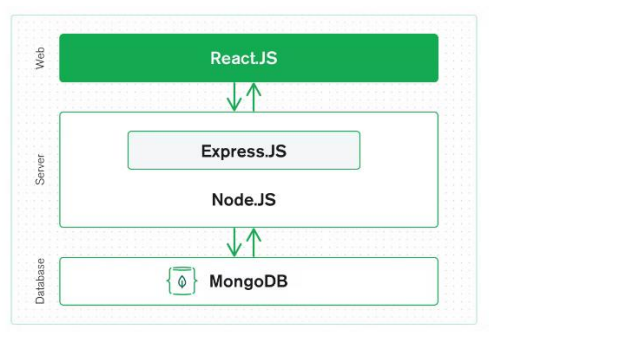 Web
React.JS
Server
Express.JS
Node.JS
Database
MongoDB